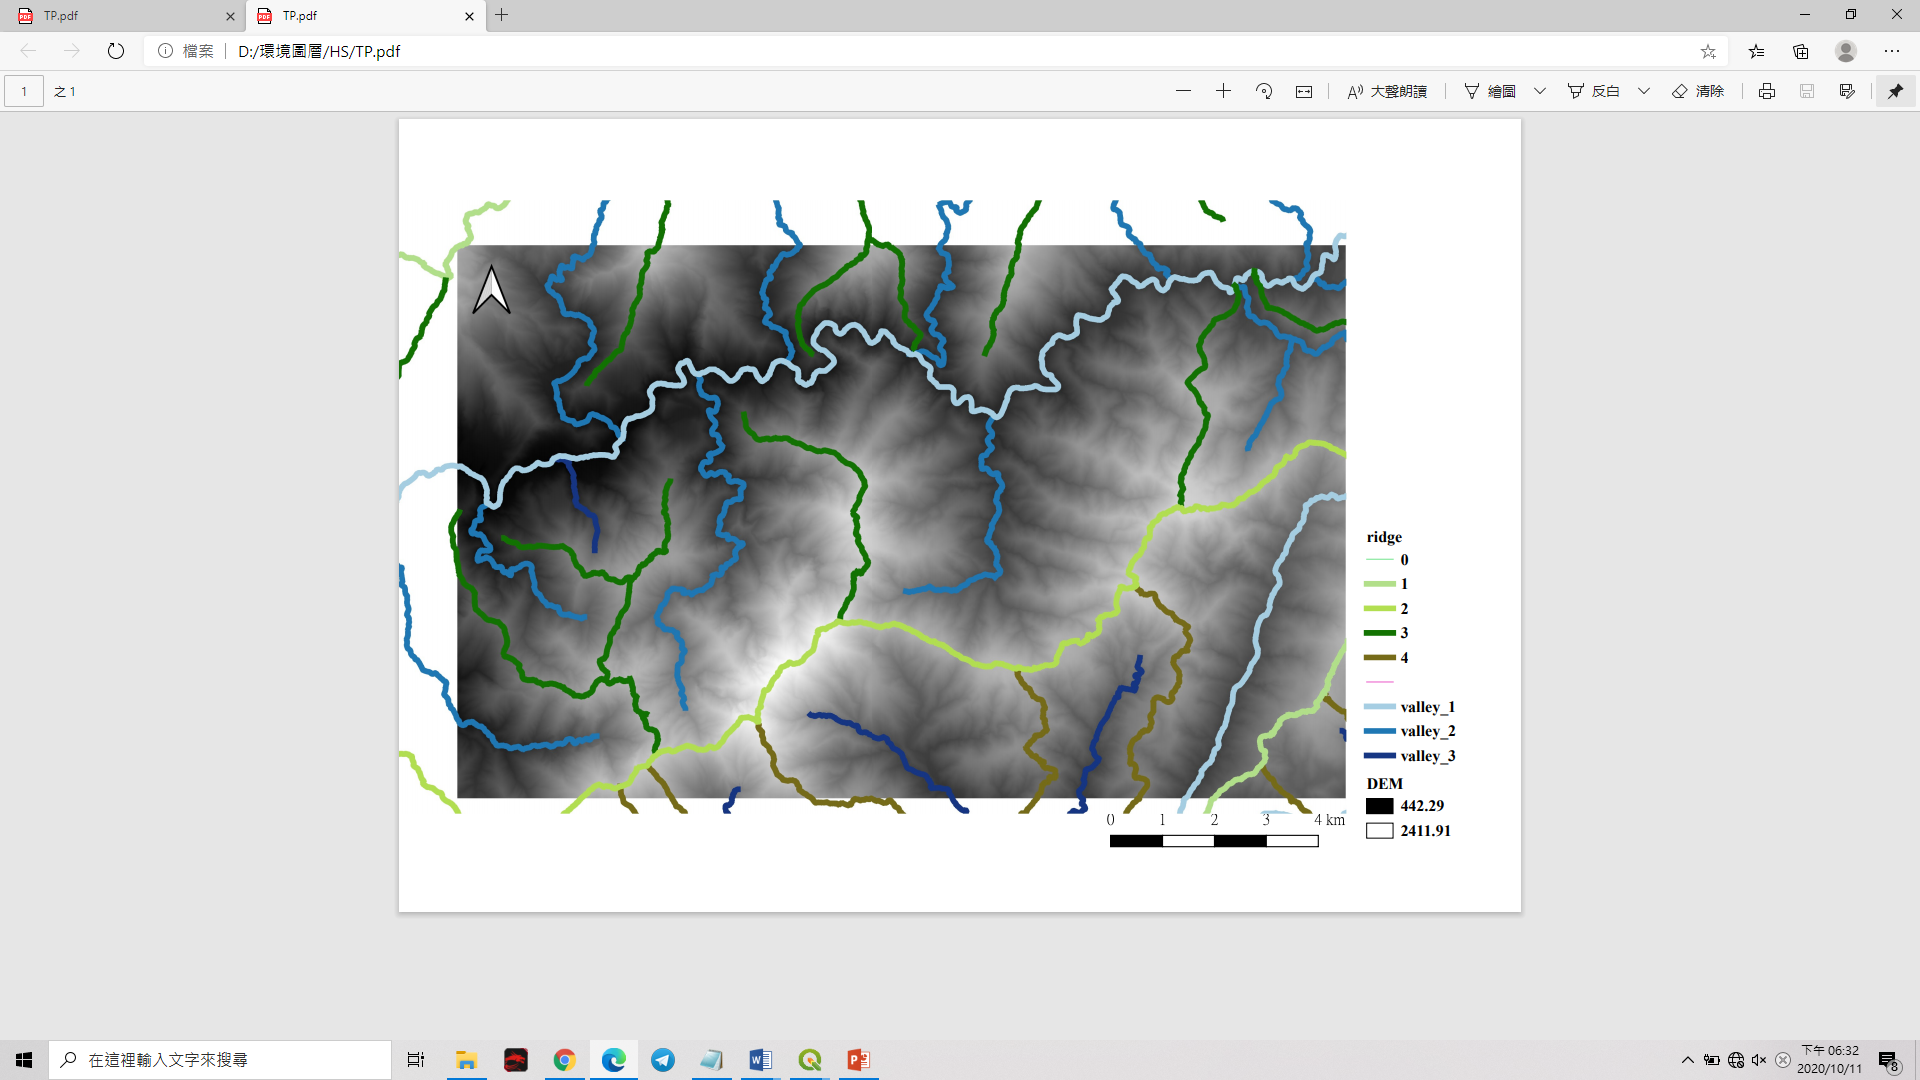 TP.pdf
TP.pdf
檔案 D:/環境圖層/HS/TP.pdf
1 之 1
大聲朗讀 繪圖 反白 清除
ridge
0
1
2
3
4
valley_1
valley_2
valley_3
DEM
442.29
2411.91
0 1 2 3 4 km
在這裡輸入文字來搜尋
下午 06:32
2020/10/11
8